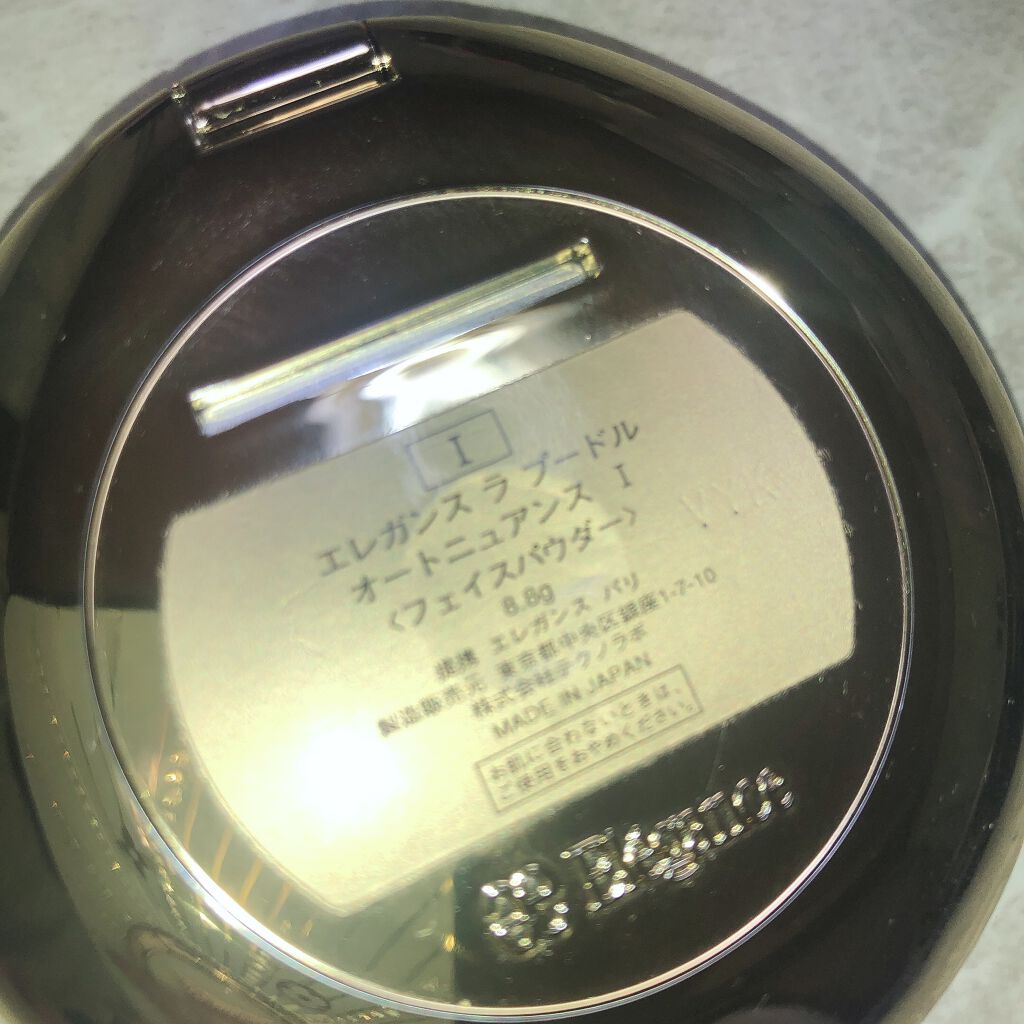 I
エレガンス ラ プードル
オートニュアンス I
〈フェイスパウダー〉
8.8g
提携 エレガンス パリ
製造販売元 東京都中央区銀座1-7-10
株式会社テクノラボ
MADE IN JAPAN
お肌に合わないときは、
ご使用をおやめください。
Elégance